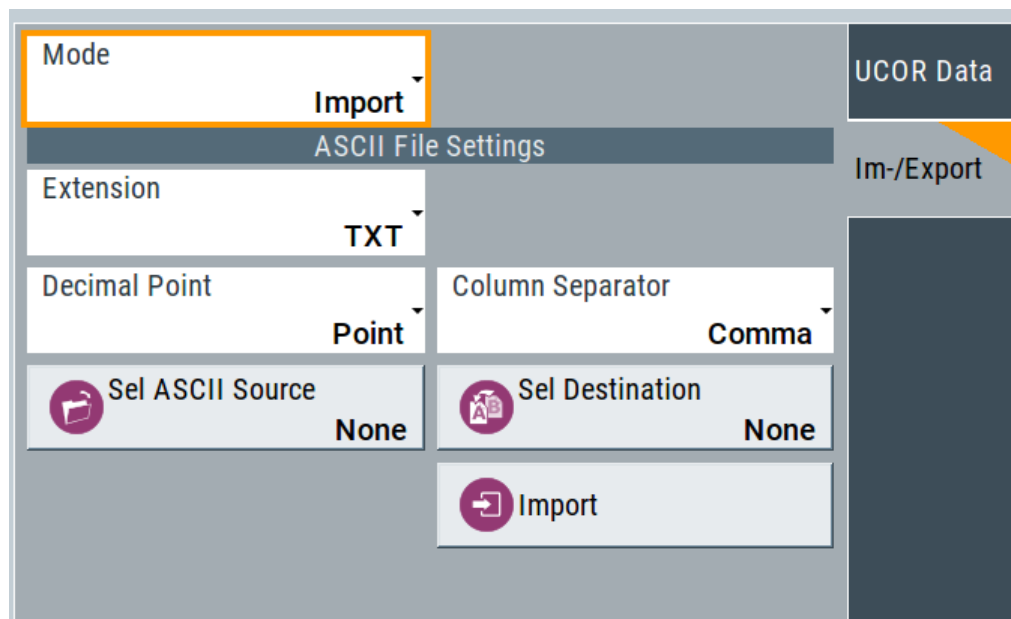 Mode
Import
ASCII File Settings
Extension
TXT
Decimal Point
Point
Column Separator
Comma
Sel ASCII Source
None
A B
Sel Destination
None
Import
UCOR Data
Im-/Export